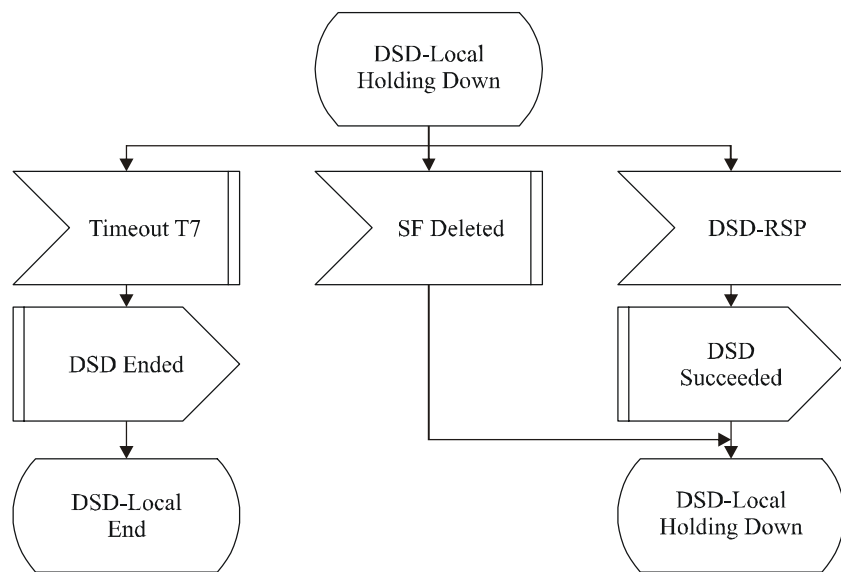 DSD-Local
Holding Down
Timeout T7
SF Deleted
DSD-RSP
DSD Ended
DSD
Succeeded
DSD-Local
End
DSD-Local
Holding Down